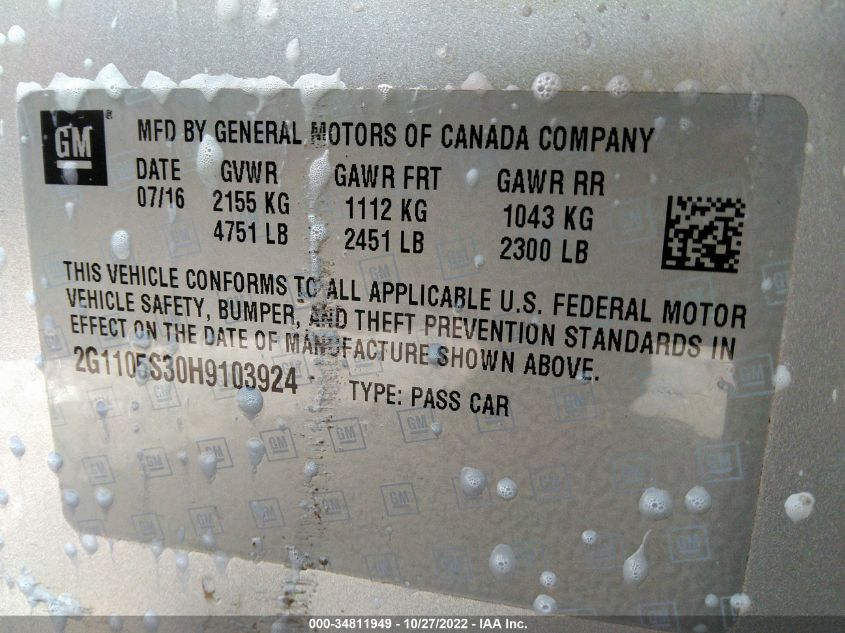 GM ® MFD BY GENERAL MOTORS OF CANADA COMPANY
DATE GVWR GAWR FRT GAWR RR
07/16 2155 KG 1112 KG 1043 KG
4751 LB 2451 LB 2300 LB
THIS VEHICLE CONFORMS TO ALL APPLICABLE U.S. FEDERAL MOTOR
VEHICLE SAFETY, BUMPER, AND THEFT PREVENTION STANDARDS IN
EFFECT ON THE DATE OF MANUFACTURE SHOWN ABOVE.
2G1105S30H9103924 TYPE: PASS CAR
000-34811949 - 10/27/2022 - IAA Inc.